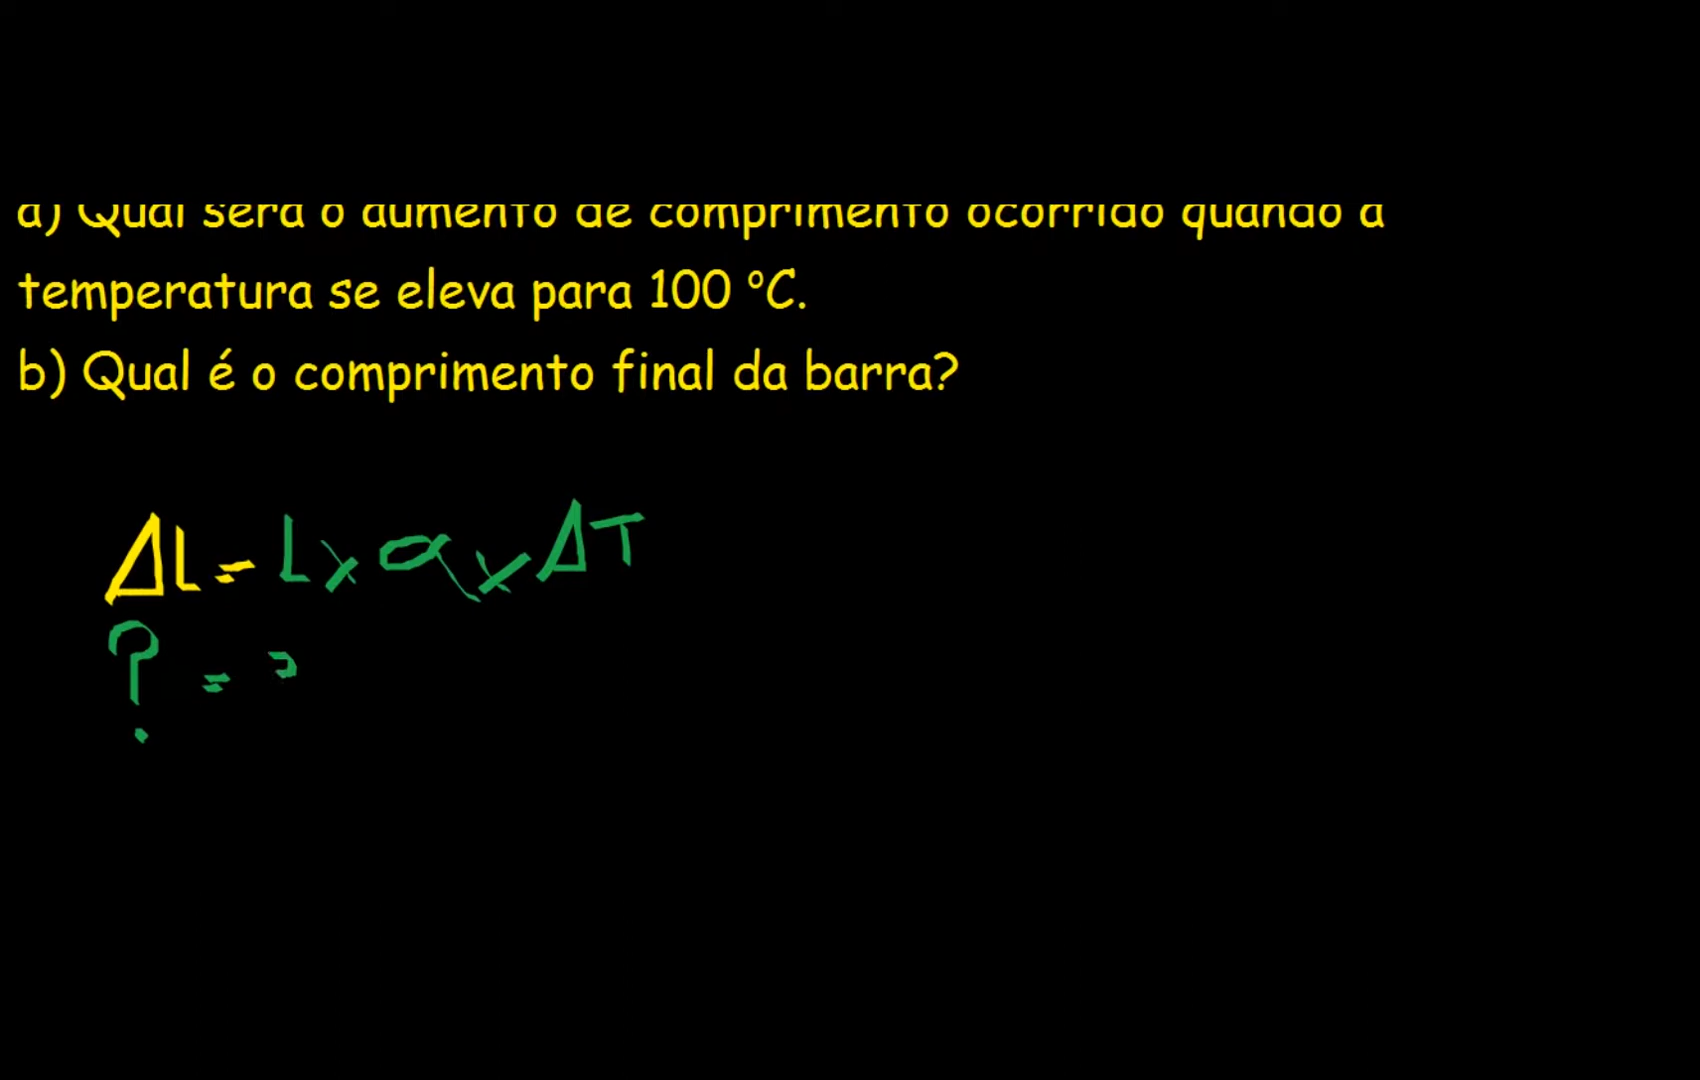 a) Qual será o aumento de comprimento ocorrido quando a
temperatura se eleva para 100 ºC.
b) Qual é o comprimento final da barra?
ΔL = L x α x ΔT
? =